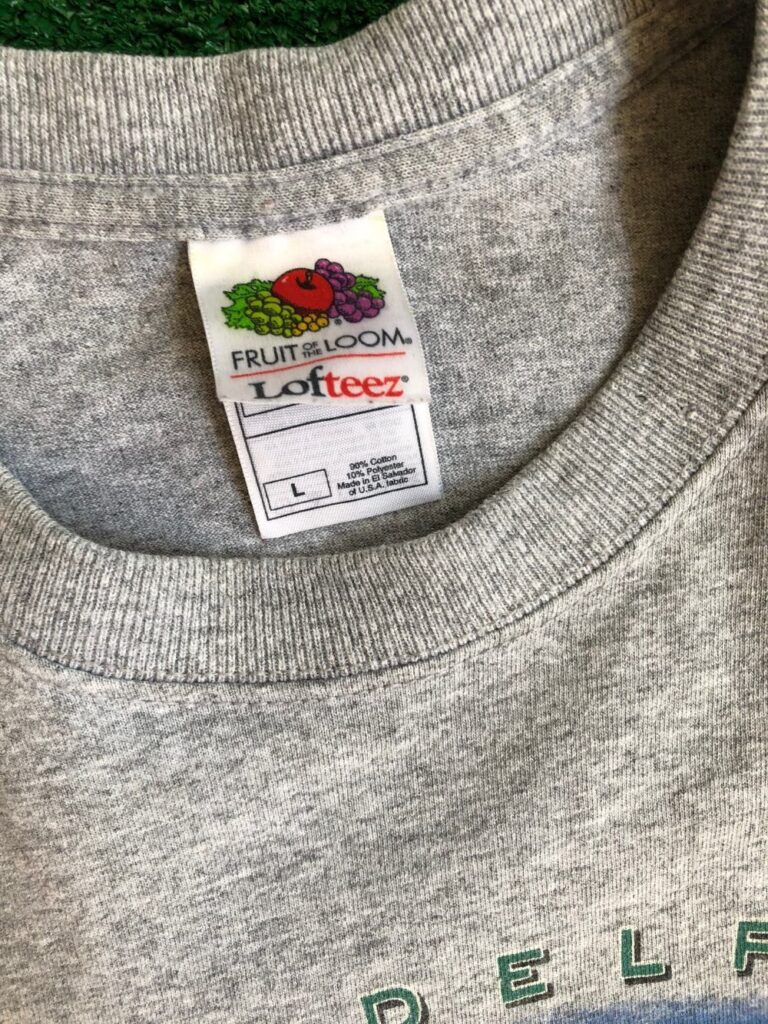 FRUIT OF THE LOOM®
Lofteez®
90% Cotton
10% Polyester
Made in El Salvador
of U.S.A. fabric
L
DELF